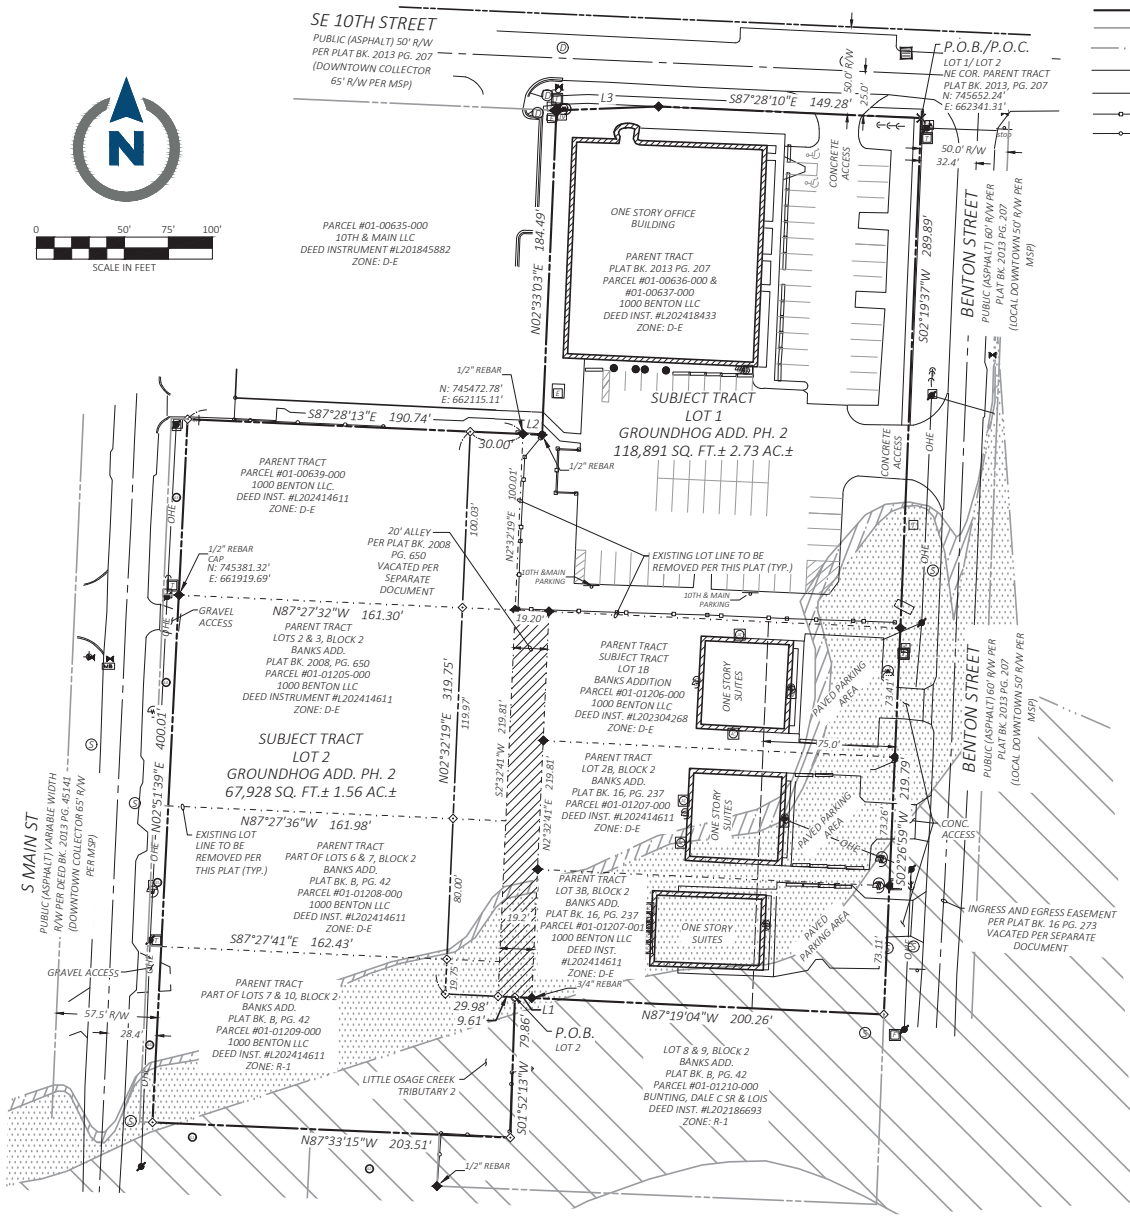 SE 10TH STREET
PUBLIC (ASPHALT) 50' R/W
PER PLAT BK. 2013 PG. 207
(DOWNTOWN COLLECTOR
65' R/W PER MSP)
N
0 50' 75' 100'
SCALE IN FEET
P.O.B./P.O.C.
LOT 1/ LOT 2
NE COR. PARENT TRACT
PLAT BK. 2013, PG. 207
N: 745652.24'
E: 662341.31'
50.0' R/W
25.0'
L3
S87°28'10"E 149.28'
stop
50.0' R/W
32.4'
CONCRETE
ACCESS
BENTON STREET
PUBLIC (ASPHALT) 60' R/W PER
PLAT BK. 2013 PG. 207
(LOCAL DOWNTOWN 50' R/W PER
MSP)
S02°19'37"W 289.89'
N02°33'03"E 184.49'
PARCEL #01-00635-000
10TH & MAIN LLC
DEED INSTRUMENT #L201845882
ZONE: D-E
ONE STORY OFFICE
BUILDING
PARENT TRACT
PLAT BK. 2013 PG. 207
PARCEL #01-00636-000 &
#01-00637-000
1000 BENTON LLC
DEED INST. #L202418433
ZONE: D-E
1/2" REBAR
N: 745472.78'
E: 662115.11'
SUBJECT TRACT
LOT 1
GROUNDHOG ADD. PH. 2
118,891 SQ. FT.± 2.73 AC.±
S87°28'13"E 190.74'
L2
30.00'
1/2" REBAR
CONCRETE
ACCESS
OHE
PARENT TRACT
PARCEL #01-00639-000
1000 BENTON LLC.
DEED INST. #L202414611
ZONE: D-E
OHE
100.03'
N2°32'19"E 100.01'
20' ALLEY
PER PLAT BK. 2008
PG. 650
VACATED PER
SEPARATE
DOCUMENT
EXISTING LOT LINE TO BE
REMOVED PER THIS PLAT (TYP.)
10TH & MAIN
PARKING
10TH & MAIN
PARKING
OHE
1/2" REBAR
CAP
N: 745381.32'
E: 661919.69'
GRAVEL
ACCESS
OHE
N87°27'32"W 161.30'
19.20'
PARENT TRACT
LOTS 2 & 3, BLOCK 2
BANKS ADD.
PLAT BK. 2008, PG. 650
PARCEL #01-01205-000
1000 BENTON LLC
DEED INSTRUMENT #L202414611
ZONE: D-E
PARENT TRACT
SUBJECT TRACT
LOT 1B
BANKS ADDITION
PARCEL #01-01206-000
1000 BENTON LLC
DEED INST. #L202304268
ZONE: D-E
ONE STORY
SUITES
PAVED PARKING
AREA
73.41'
BENTON STREET
PUBLIC (ASPHALT) 60' R/W PER
PLAT BK. 2013 PG. 207
(LOCAL DOWNTOWN 50' R/W PER
MSP)
SUBJECT TRACT
LOT 2
GROUNDHOG ADD. PH. 2
67,928 SQ. FT.± 1.56 AC.±
N02°32'19"E 319.75'
119.97'
S2°32'41"W 219.81'
N2°32'41"E 219.81'
75.0'
PARENT TRACT
LOT 2B, BLOCK 2
BANKS ADD.
PLAT BK. 16, PG. 237
PARCEL #01-01207-000
1000 BENTON LLC
DEED INST. #L202414611
ZONE: D-E
ONE STORY
SUITES
PAVED PARKING
AREA
OHE
73.26'
S02°26'59"W 219.79'
CONC.
ACCESS
S MAIN ST
PUBLIC (ASPHALT) VARIABLE WIDTH
R/W PER DEED BK. 2013 PG. 45141
(DOWNTOWN COLLECTOR 65' R/W
PER MSP)
N02°51'39"E 400.01'
OHE
N87°27'36"W 161.98'
EXISTING LOT
LINE TO BE
REMOVED PER
THIS PLAT (TYP.)
PARENT TRACT
PART OF LOTS 6 & 7, BLOCK 2
BANKS ADD.
PLAT BK. B, PG. 42
PARCEL #01-01208-000
1000 BENTON LLC
DEED INST. #L202414611
ZONE: D-E
80.00'
PARENT TRACT
LOT 3B, BLOCK 2
BANKS ADD.
PLAT BK. 16, PG. 237
PARCEL #01-01207-001
1000 BENTON LLC
DEED INST.
#L202414611
ZONE: D-E
19.2'
ONE STORY
SUITES
PAVED
PARKING AREA
73.11'
OHE
INGRESS AND EGRESS EASEMENT
PER PLAT BK. 16 PG. 273
VACATED PER SEPARATE
DOCUMENT
S87°27'41"E 162.43'
GRAVEL ACCESS
OHE
57.5' R/W
28.4'
PARENT TRACT
PART OF LOTS 7 & 10, BLOCK 2
BANKS ADD.
PLAT BK. B, PG. 42
PARCEL #01-01209-000
1000 BENTON LLC
DEED INST. #L202414611
ZONE: R-1
19.75'
29.98'
9.61'
3/4" REBAR
L1
P.O.B.
LOT 2
N87°19'04"W 200.26'
S01°52'13"W 79.86'
LITTLE OSAGE CREEK
TRIBUTARY 2
LOT 8 & 9, BLOCK 2
BANKS ADD.
PLAT BK. B, PG. 42
PARCEL #01-01210-000
BUNTING, DALE C SR & LOIS
DEED INST. #L202186693
ZONE: R-1
OHE
N87°33'15"W 203.51'
1/2" REBAR